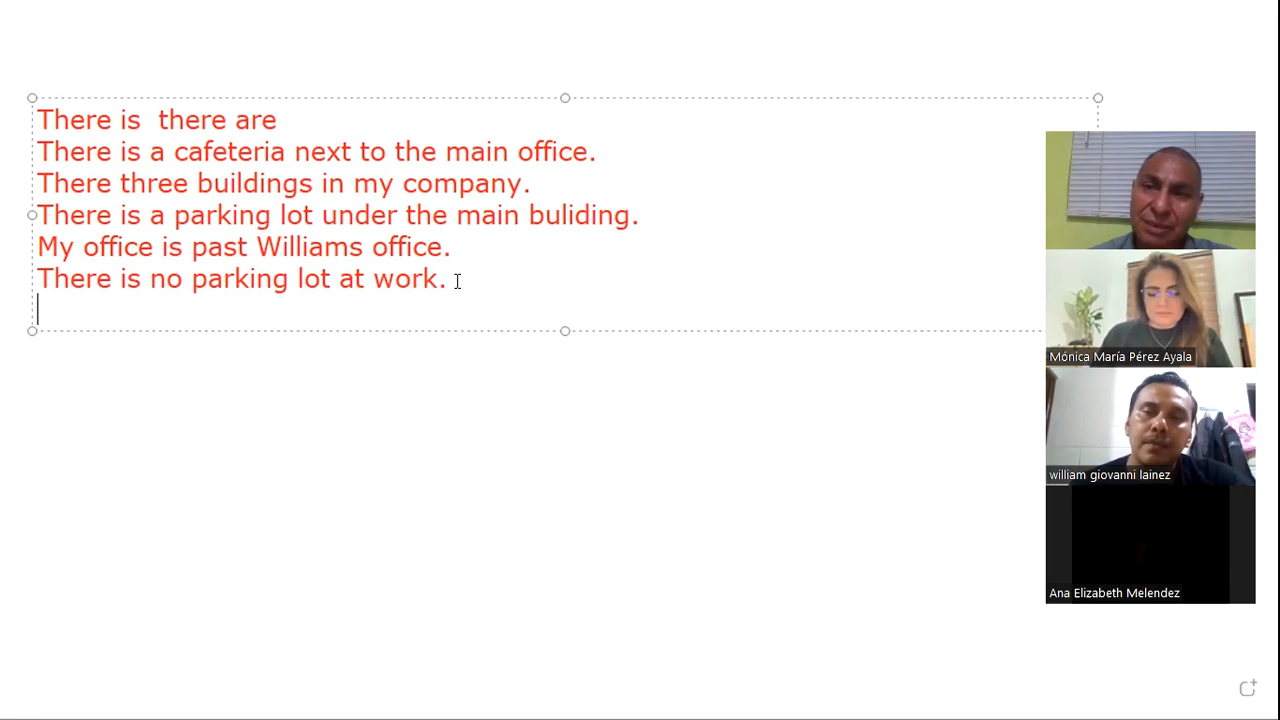 There is  there are
There is a cafeteria next to the main office.
There three buildings in my company.
There is a parking lot under the main buliding.
My office is past Williams office.
There is no parking lot at work.
Mónica María Pérez Ayala
william giovanni lainez
Ana Elizabeth Melendez